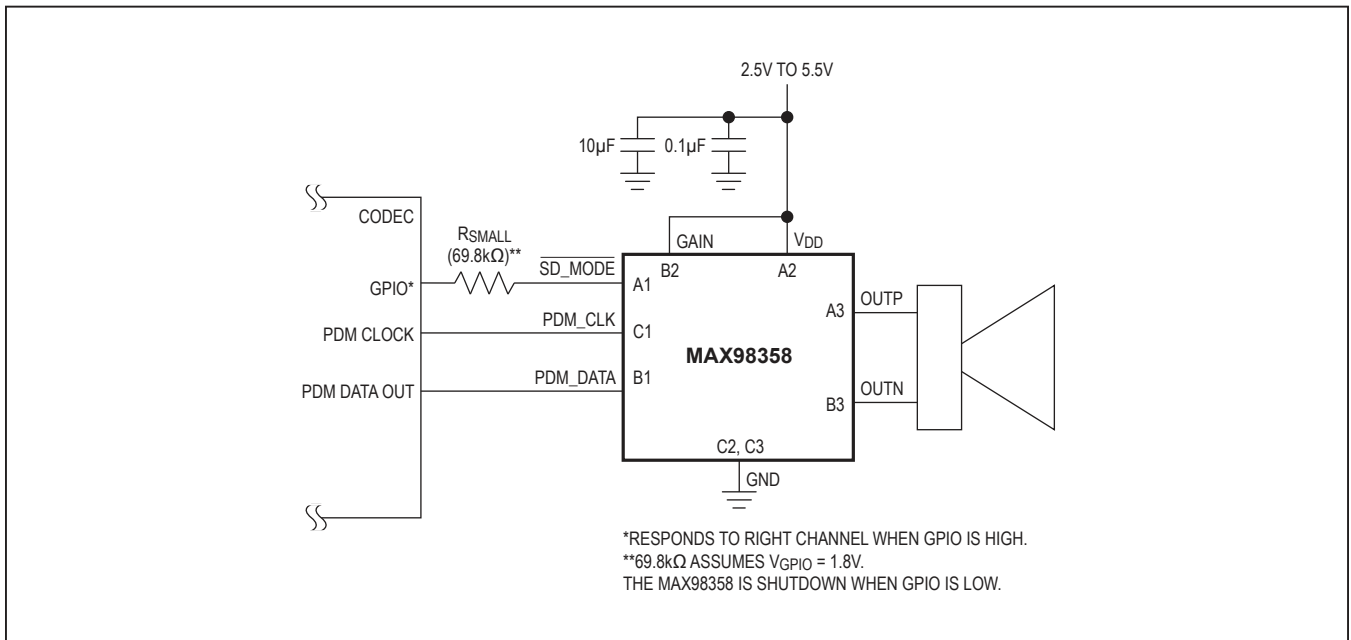 2.5V TO 5.5V
10µF
0.1µF
CODEC
RSMALL
(69.8kΩ)**
GPIO*
SD_MODE
A1
GAIN
B2
VDD
A2
PDM CLOCK
PDM_CLK
C1
MAX98358
A3
OUTP
PDM DATA OUT
PDM_DATA
B1
B3
OUTN
C2, C3
GND
*RESPONDS TO RIGHT CHANNEL WHEN GPIO IS HIGH.
**69.8kΩ ASSUMES VGPIO = 1.8V.
THE MAX98358 IS SHUTDOWN WHEN GPIO IS LOW.